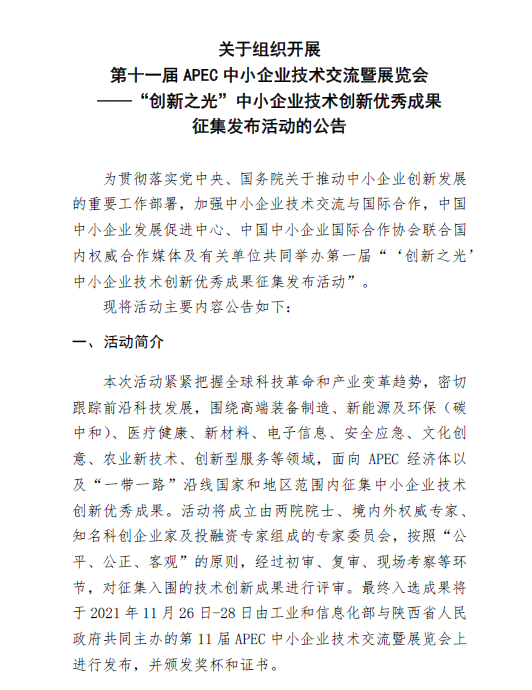 关于组织开展
第十一届 APEC 中小企业技术交流暨展览会
——“创新之光”中小企业技术创新优秀成果
征集发布活动的公告
为贯彻落实党中央、国务院关于推动中小企业创新发展
的重要工作部署，加强中小企业技术交流与国际合作，中国
中小企业发展促进中心、中国中小企业国际合作协会联合国
内权威合作媒体及有关单位共同举办第一届“‘创新之光’
中小企业技术创新优秀成果征集发布活动”。
现将活动主要内容公告如下：
一、活动简介
本次活动紧紧把握全球科技革命和产业变革趋势，密切
跟踪前沿科技发展，围绕高端装备制造、新能源及环保（碳
中和）、医疗健康、新材料、电子信息、安全应急、文化创
意、农业新技术、创新型服务等领域，面向 APEC 经济体以
及“一带一路”沿线国家和地区范围内征集中小企业技术
创新优秀成果。活动将成立由两院院士、境内外权威专家、
知名科创企业家及投融资专家组成的专家委员会，按照“公
平、公正、客观”的原则，经过初审、复审、现场考察等环
节，对征集入围的技术创新成果进行评审。最终入选成果将
于 2021 年 11 月 26 日-28 日由工业和信息化部与陕西省人民
政府共同主办的第 11 届 APEC 中小企业技术交流暨展览会上
进行发布，并颁发奖杯和证书。